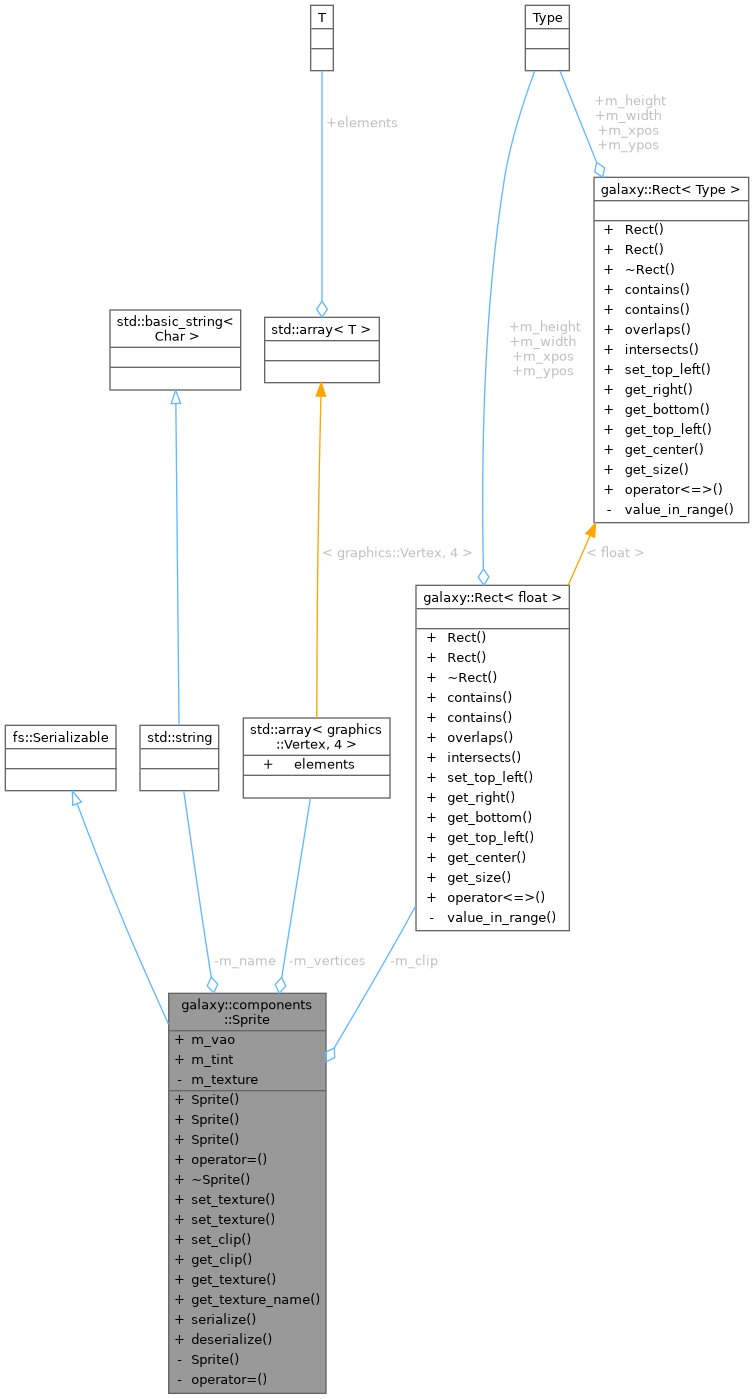 T
Type
+elements
+m_height
+m_width
+m_xpos
+m_ypos
galaxy::Rect< Type >
+ Rect()
+ Rect()
+ ~Rect()
+ contains()
+ contains()
+ overlaps()
+ intersects()
+ set_top_left()
+ get_right()
+ get_bottom()
+ get_top_left()
+ get_center()
+ get_size()
+ operator<=>()
- value_in_range()
std::basic_string<
Char >
std::array< T >
+m_height
+m_width
+m_xpos
+m_ypos
< graphics::Vertex, 4 >
< float >
galaxy::Rect< float >
+ Rect()
+ Rect()
+ ~Rect()
+ contains()
+ contains()
+ overlaps()
+ intersects()
+ set_top_left()
+ get_right()
+ get_bottom()
+ get_top_left()
+ get_center()
+ get_size()
+ operator<=>()
- value_in_range()
fs::Serializable
std::string
std::array< graphics
::Vertex, 4 >
+ elements
-m_name
-m_vertices
-m_clip
galaxy::components
::Sprite
+ m_vao
+ m_tint
- m_texture
+ Sprite()
+ Sprite()
+ Sprite()
+ operator=()
+ ~Sprite()
+ set_texture()
+ set_texture()
+ set_clip()
+ get_clip()
+ get_texture()
+ get_texture_name()
+ serialize()
+ deserialize()
- Sprite()
- operator=()